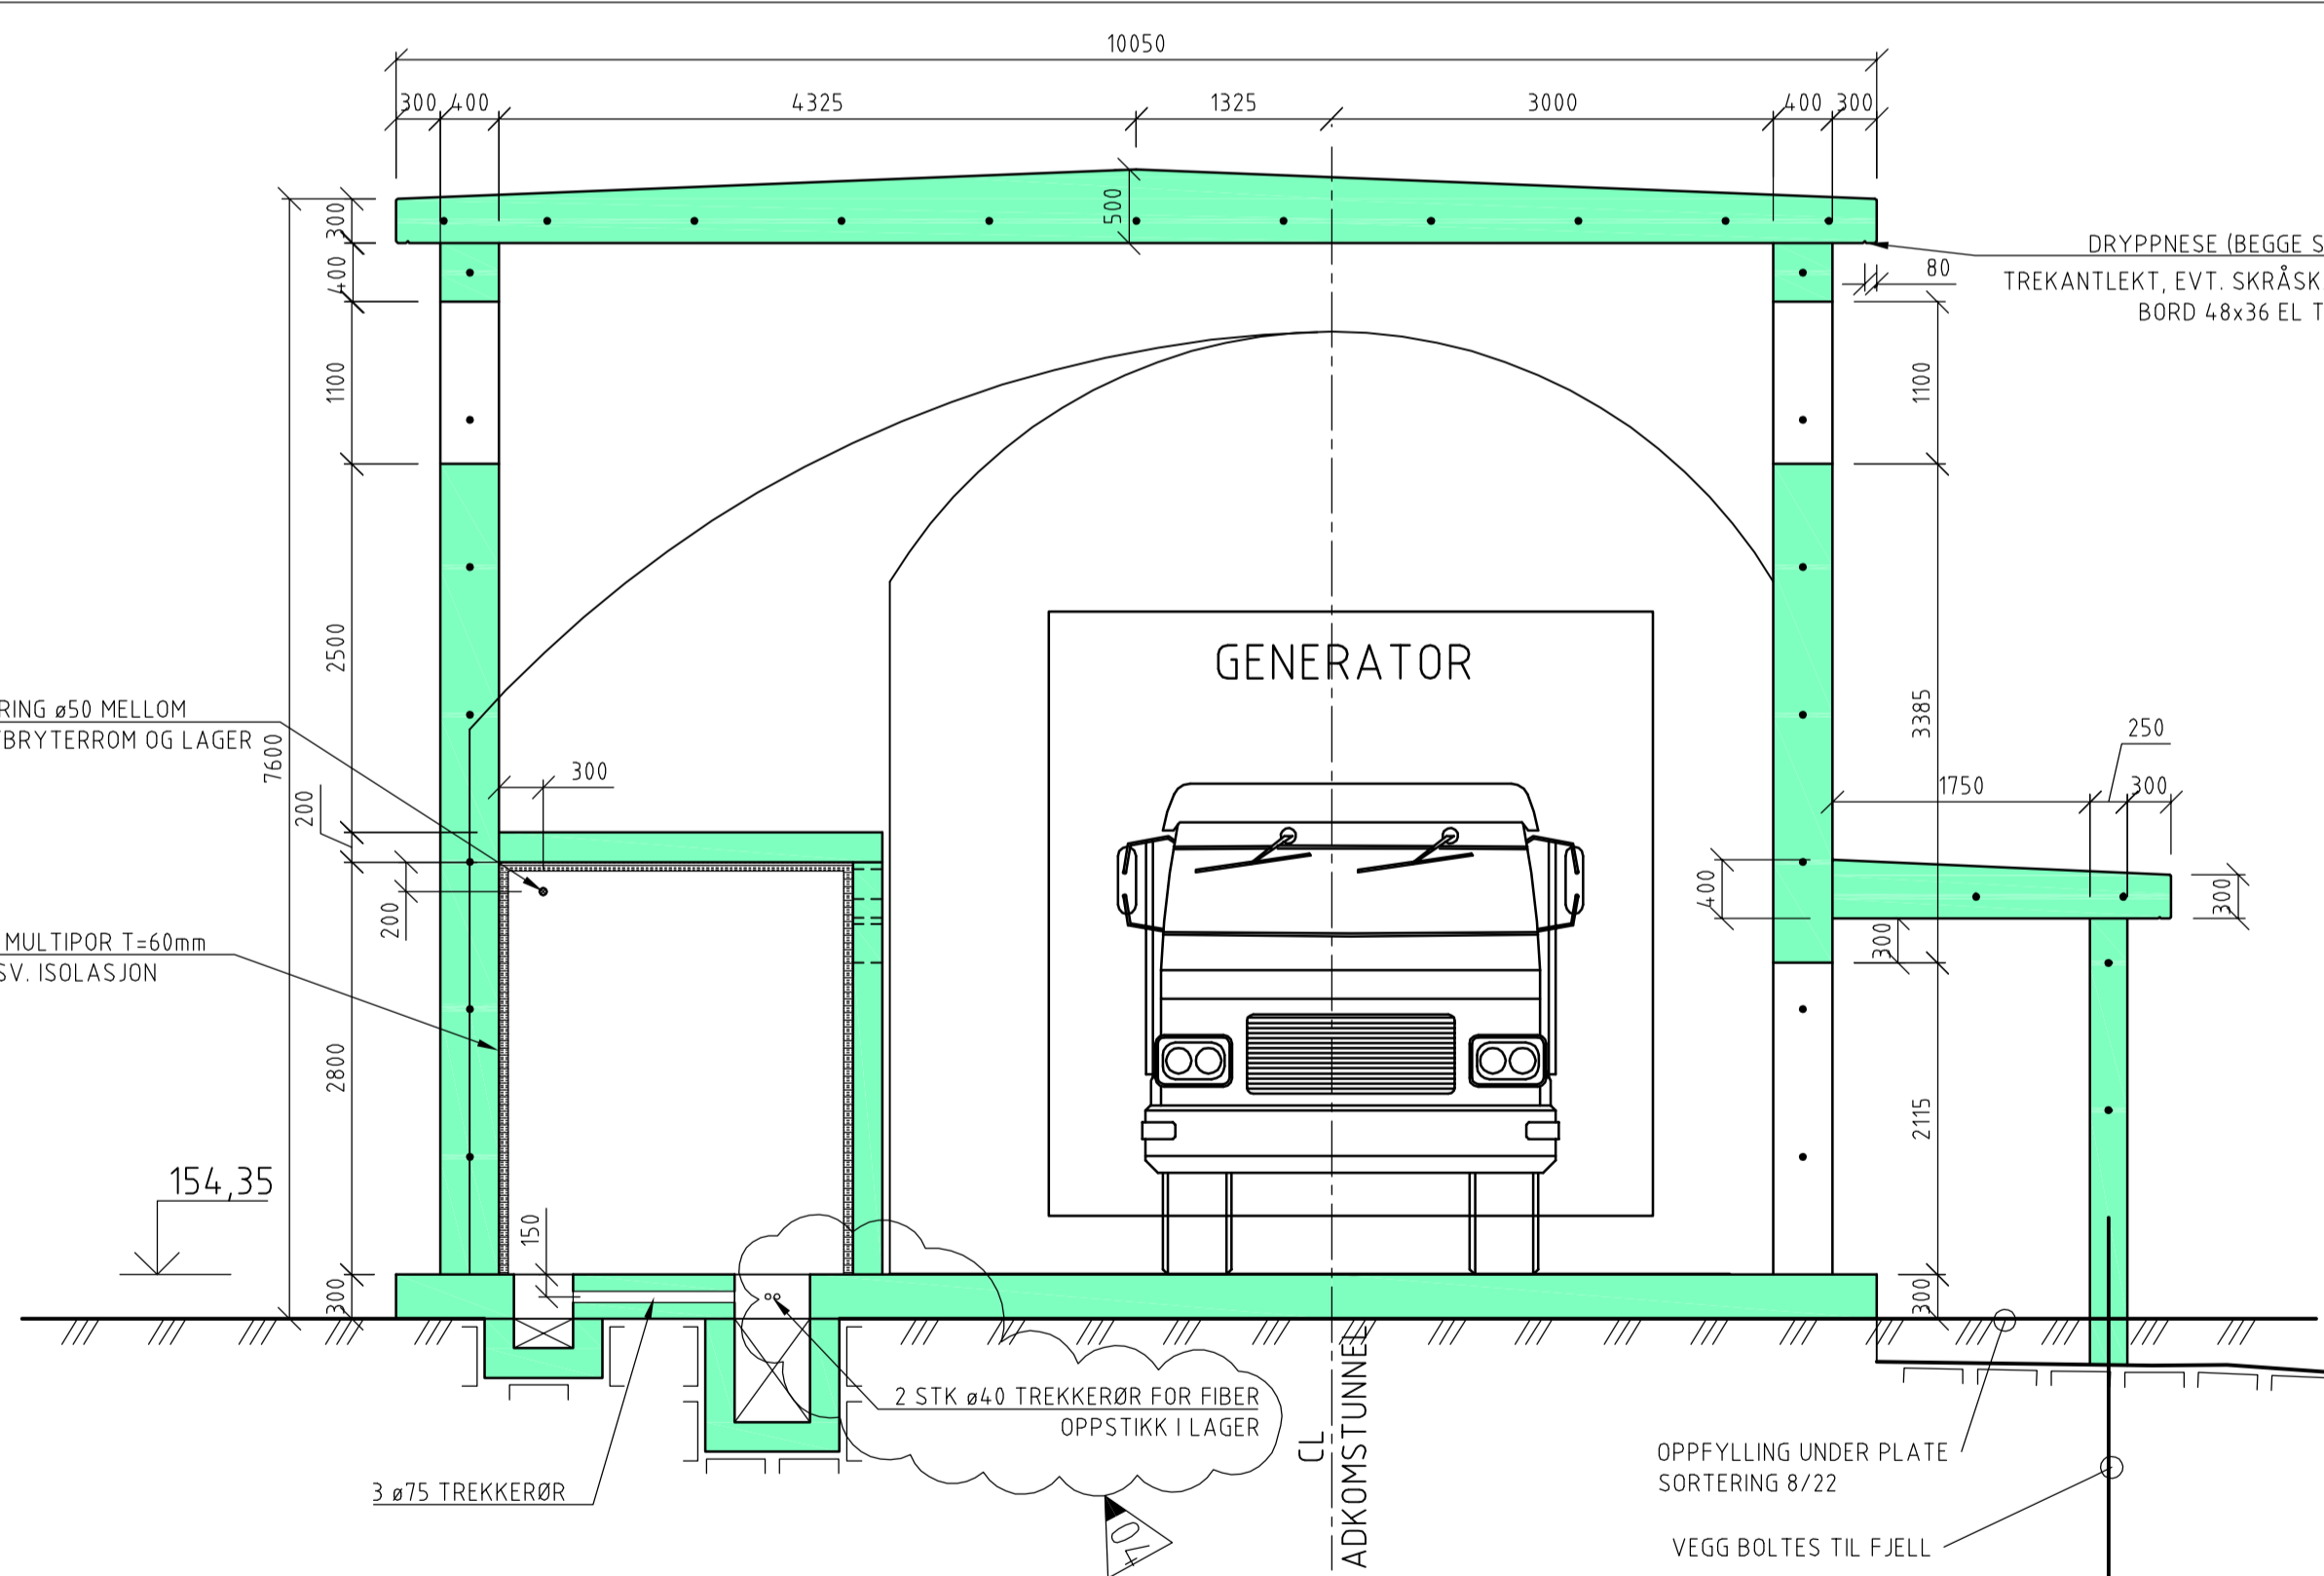 10050
300 400 4325 1325 3000 400 300
500
300
400
1100
2500
7600
200
2800
300
DRYPPNESE (BEGGE S
80
TREKANTLEKT, EVT. SKRÅSK
BORD 48x36 EL T
1100
3385
2115
300
GENERATOR
RING ø50 MELLOM
BRYTERROM OG LAGER
300
200
250
1750 300
400
300
300
MULTIPOR T=60mm
SV. ISOLASJON
154,35
150
2 STK ø40 TREKKERØR FOR FIBER
OPPSTIKK I LAGER
3 ø75 TREKKERØR
CL
ADKOMSTUNNEL
OPPFYLLING UNDER PLATE
SORTERING 8/22
VEGG BOLTES TIL FJELL